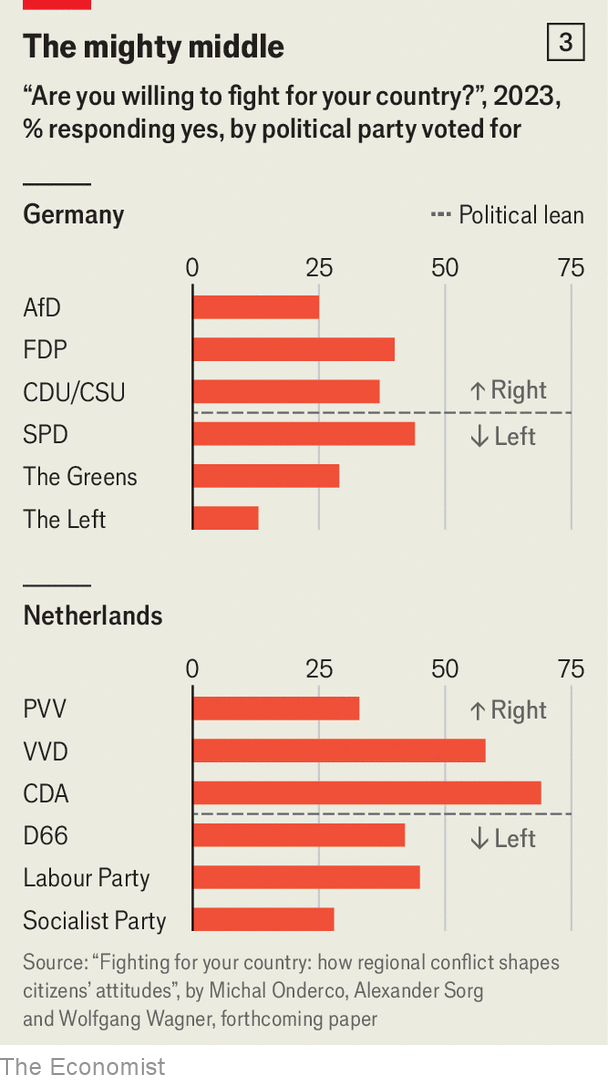 The mighty middle
3
“Are you willing to fight for your country?”, 2023,
% responding yes, by political party voted for
Germany
Political lean
0 25 50 75
AfD
FDP
CDU/CSU
↑ Right
SPD
↓ Left
The Greens
The Left
Netherlands
0 25 50 75
PVV
↑ Right
VVD
CDA
D66
↓ Left
Labour Party
Socialist Party
Source: “Fighting for your country: how regional conflict shapes
citizens’ attitudes”, by Michal Onderco, Alexander Sorg
and Wolfgang Wagner, forthcoming paper
The Economist